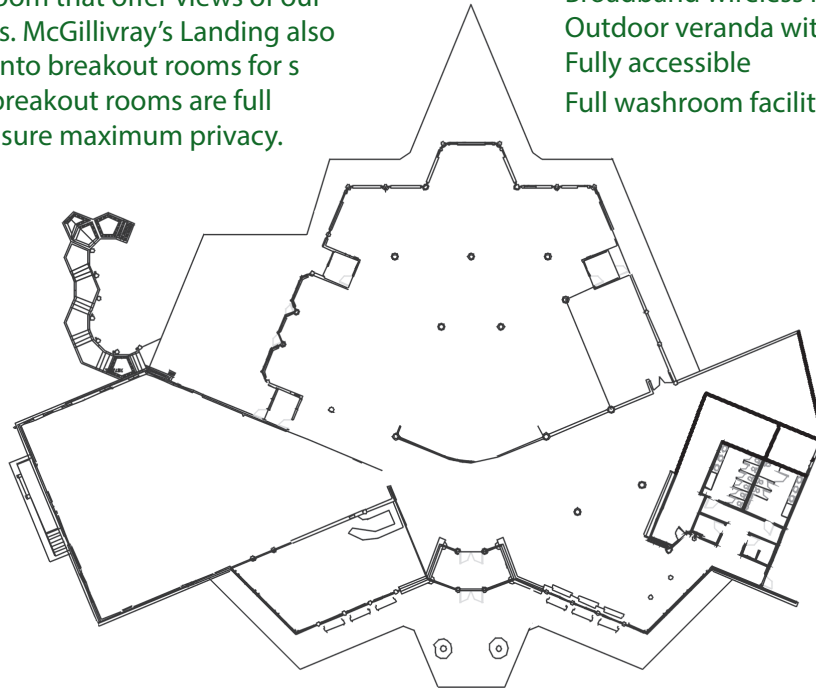 oom that offer views of our
s. McGillivray's Landing also
nto breakout rooms for s
breakout rooms are full
sure maximum privacy.
Broadband wireless
Outdoor veranda wit
Fully accessible
Full washroom facilit